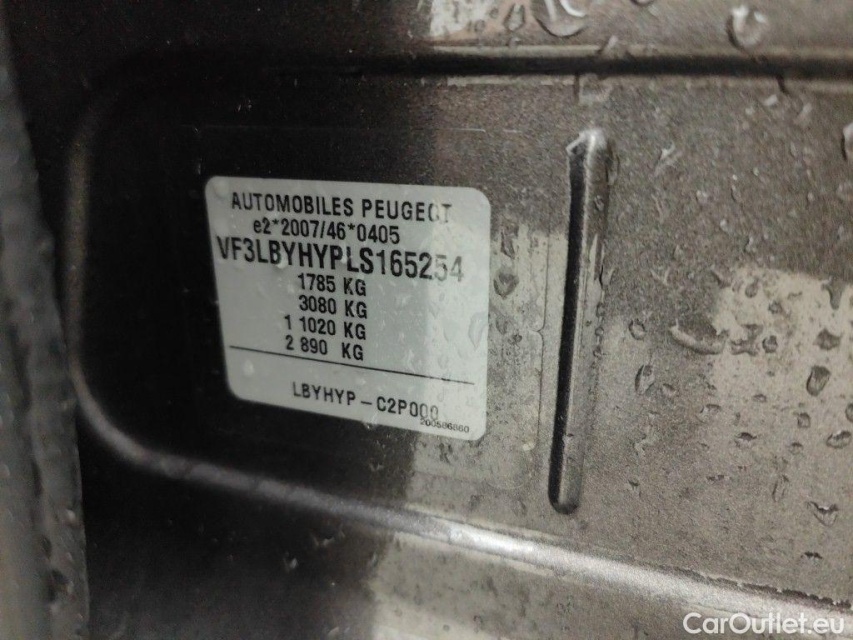 AUTOMOBILES PEUGEOT
e2*2007/46*0405
VF3LBYHYPLS165254
1785 KG
3080 KG
1 1020 KG
2 890 KG
LBYHYP-C2P000
CarOutlet.eu